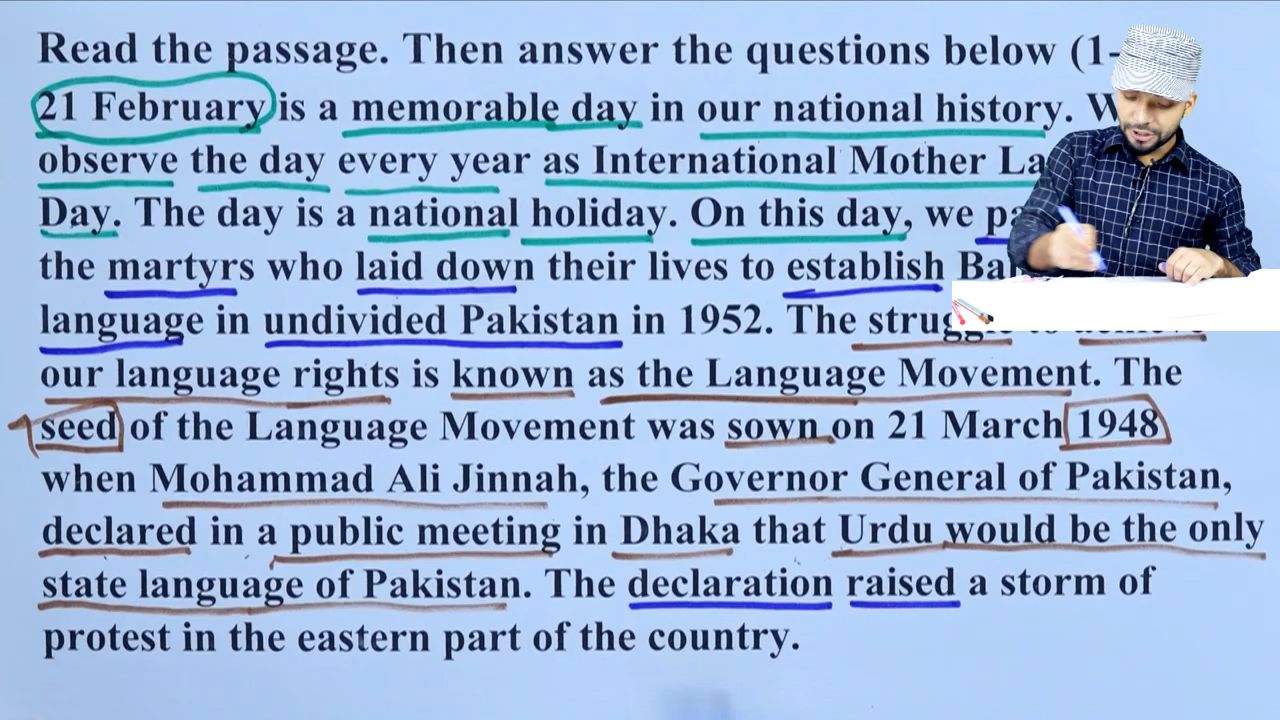 Read the passage. Then answer the questions below (1-
21 February is a memorable day in our national history.
observe the day every year as International Mother
Day. The day is a national holiday. On this day, we
the martyrs who laid down their lives to establish
language in undivided Pakistan in 1952. The struggle to achieve
our language rights is known as the Language Movement. The
seed of the Language Movement was sown on 21 March 1948
when Mohammad Ali Jinnah, the Governor General of Pakistan,
declared in a public meeting in Dhaka that Urdu would be the only
state language of Pakistan. The declaration raised a storm of
protest in the eastern part of the country.